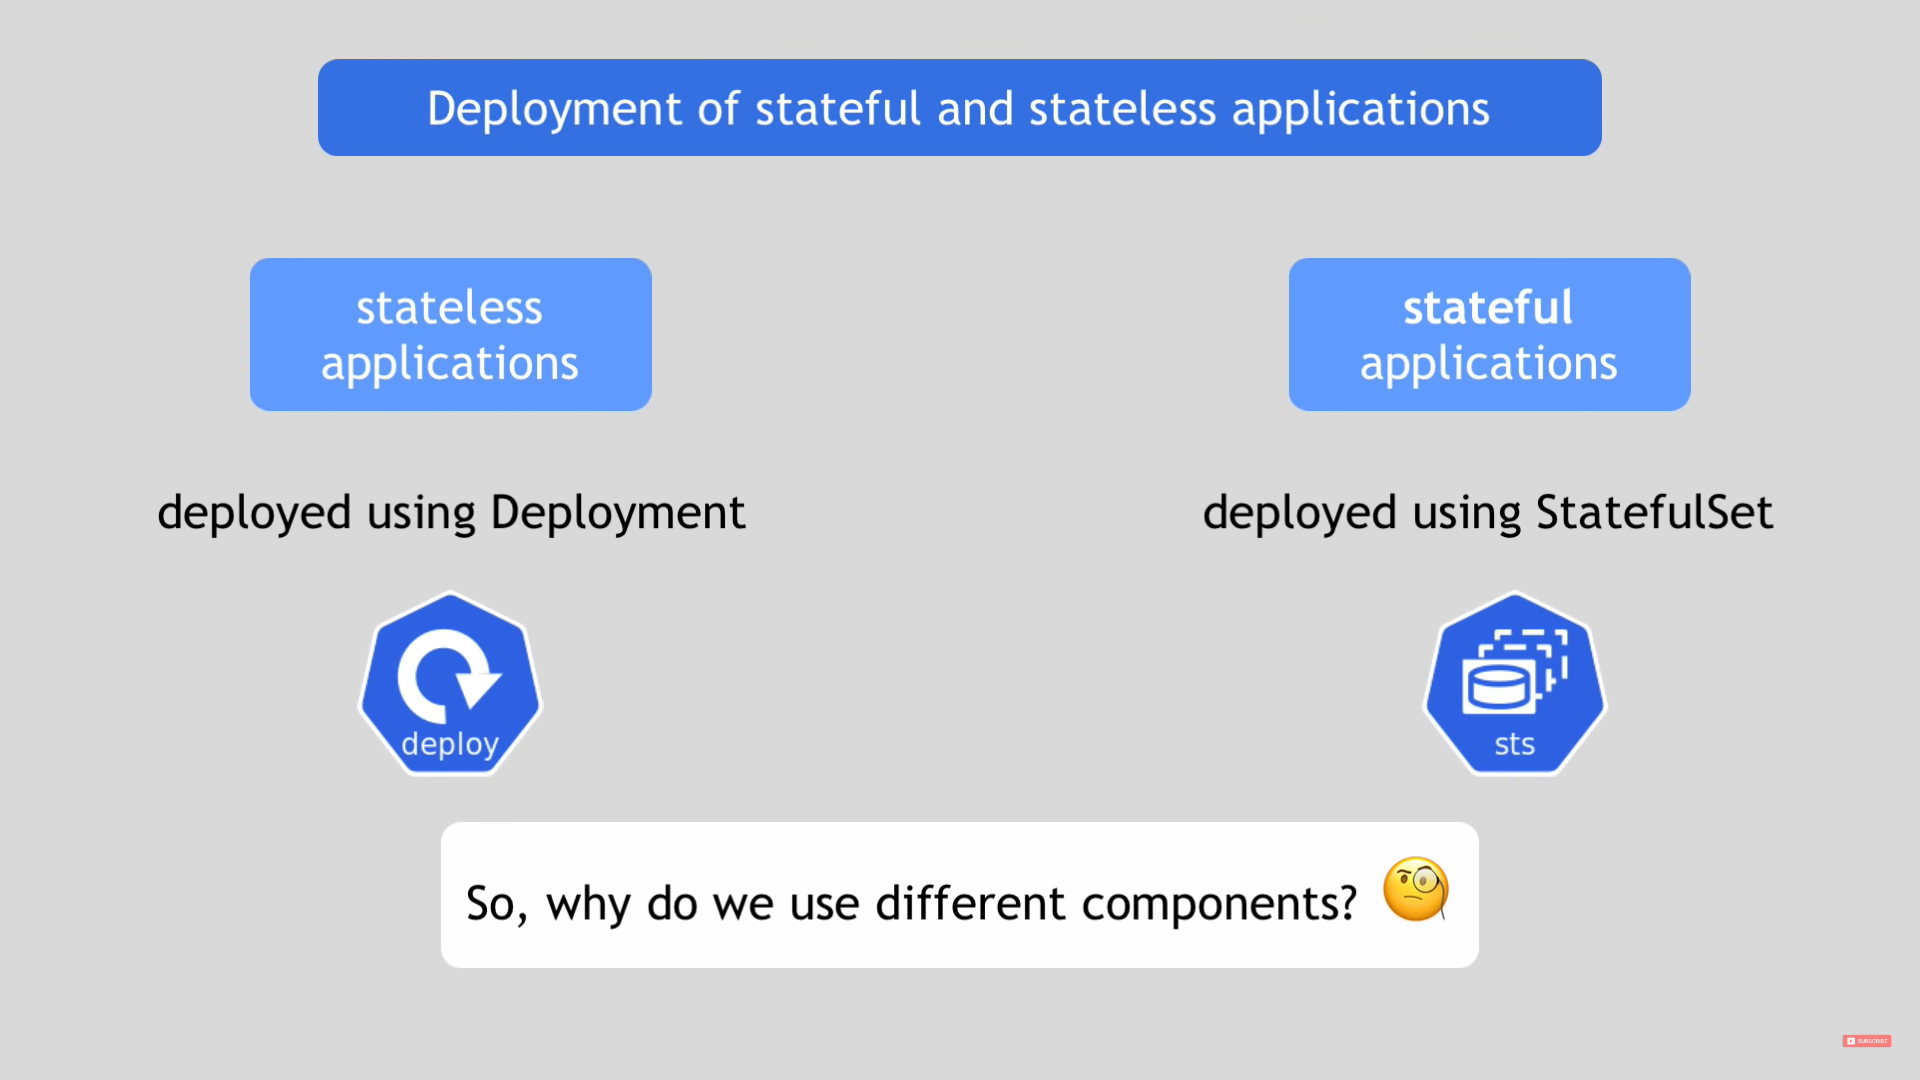 Deployment of stateful and stateless applications
stateless
applications
stateful
applications
deployed using Deployment
deployed using StatefulSet
deploy
sts
So, why do we use different components?
SUBSCRIBE